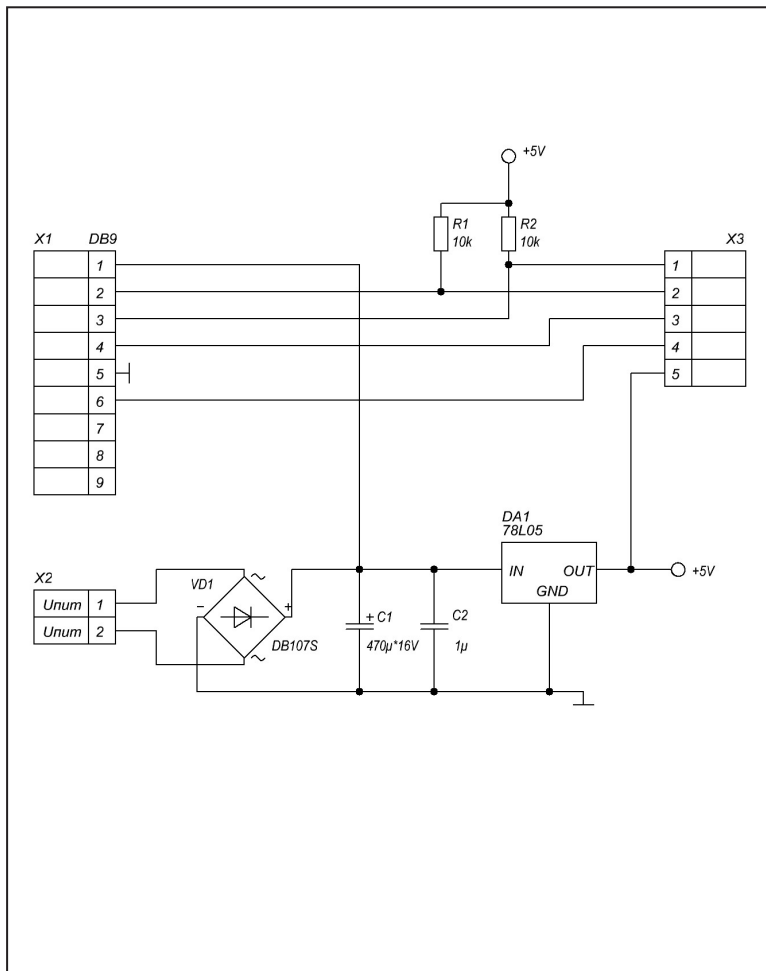 +5V
R1
10k
R2
10k
X1 DB9
1
2
3
4
5
6
7
8
9
X3
1
2
3
4
5
DA1
78L05
IN OUT
GND
+5V
X2
Uпит 1
Uпит 2
VD1
– +
DB107S
+ C1
470µ*16V
C2
1µ